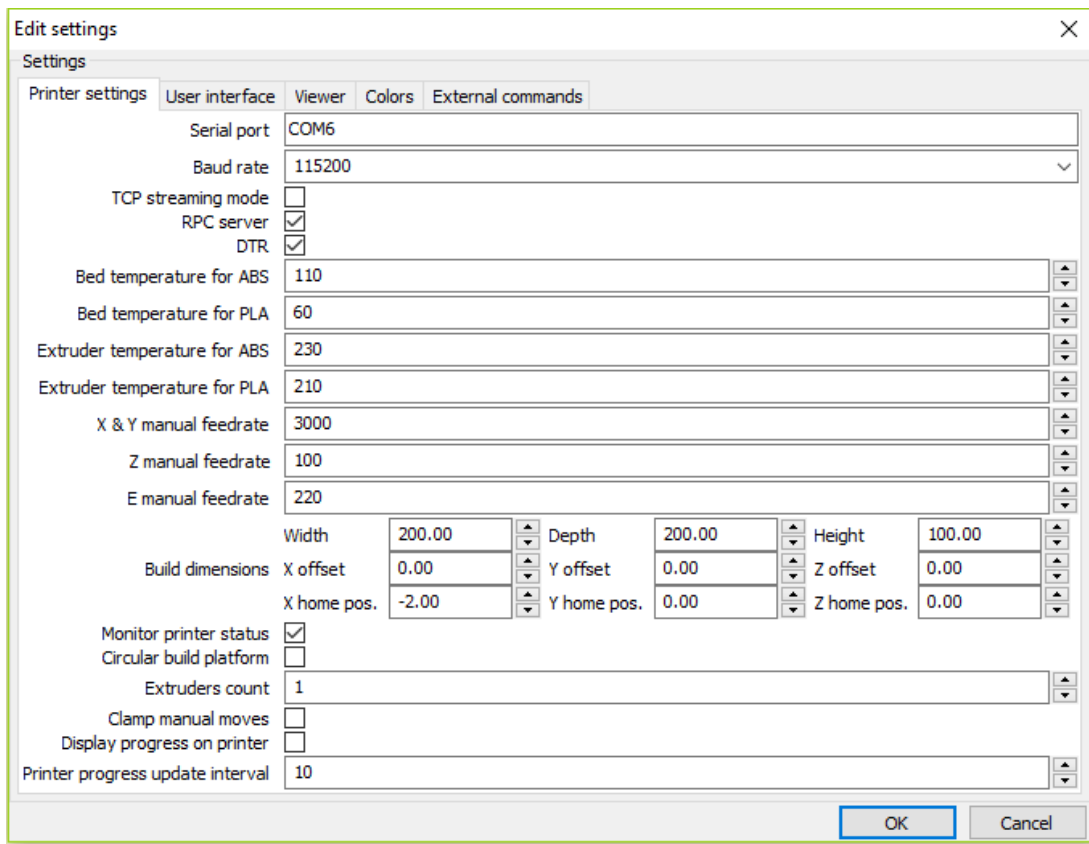 Edit settings
Settings
Printer settings User interface Viewer Colors External commands
Serial port COM6
Baud rate 115200
TCP streaming mode
RPC server
DTR
Bed temperature for ABS 110
Bed temperature for PLA 60
Extruder temperature for ABS 230
Extruder temperature for PLA 210
X & Y manual feedrate 3000
Z manual feedrate 100
E manual feedrate 220
Width 200.00 Depth 200.00 Height 100.00
Build dimensions X offset 0.00 Y offset 0.00 Z offset 0.00
X home pos. -2.00 Y home pos. 0.00 Z home pos. 0.00
Monitor printer status
Circular build platform
Extruders count 1
Clamp manual moves
Display progress on printer
Printer progress update interval 10
OK Cancel